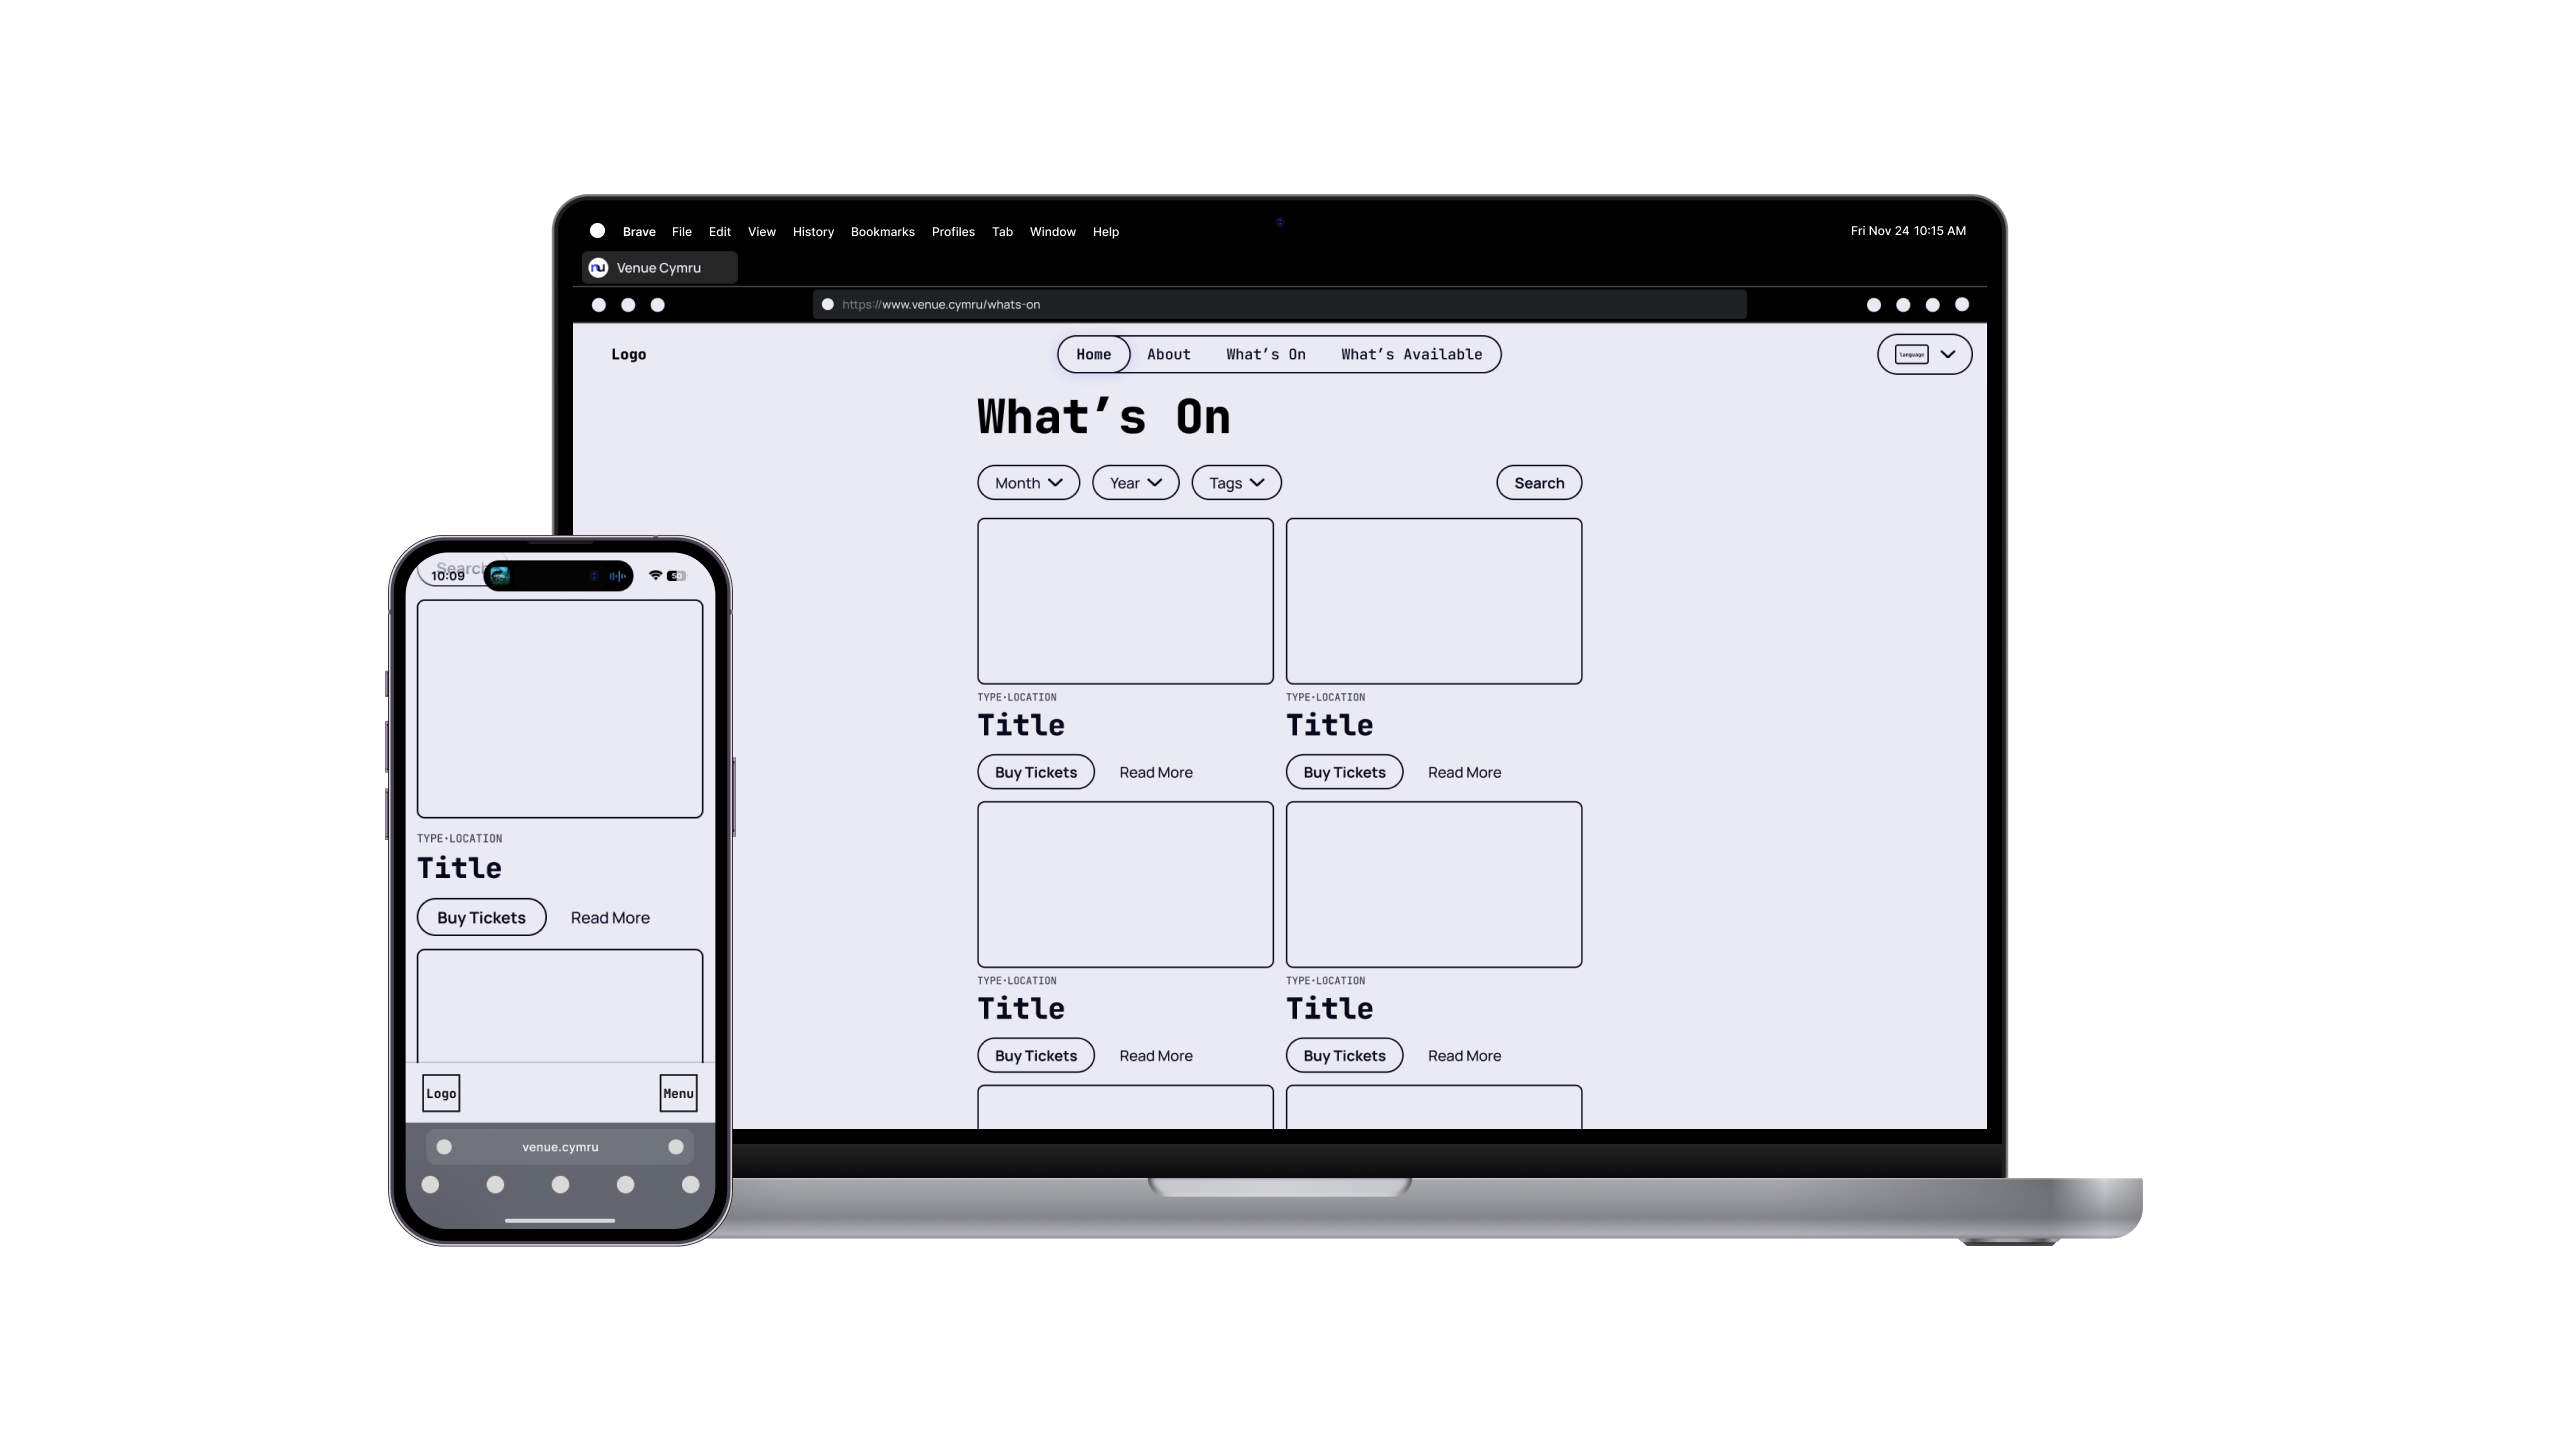 Brave File Edit View History Bookmarks Profiles Tab Window Help
Fri Nov 24 10:15 AM
nu Venue Cymru
https://www.venue.cymru/whats-on
Logo
Home About What’s On What’s Available
language
What’s On
Month Year Tags Search
TYPE·LOCATION TYPE·LOCATION
Title Title
Buy Tickets Read More Buy Tickets Read More
TYPE·LOCATION TYPE·LOCATION
Title Title
Buy Tickets Read More Buy Tickets Read More
Search
10:09
50
TYPE·LOCATION
Title
Buy Tickets Read More
Logo Menu
venue.cymru